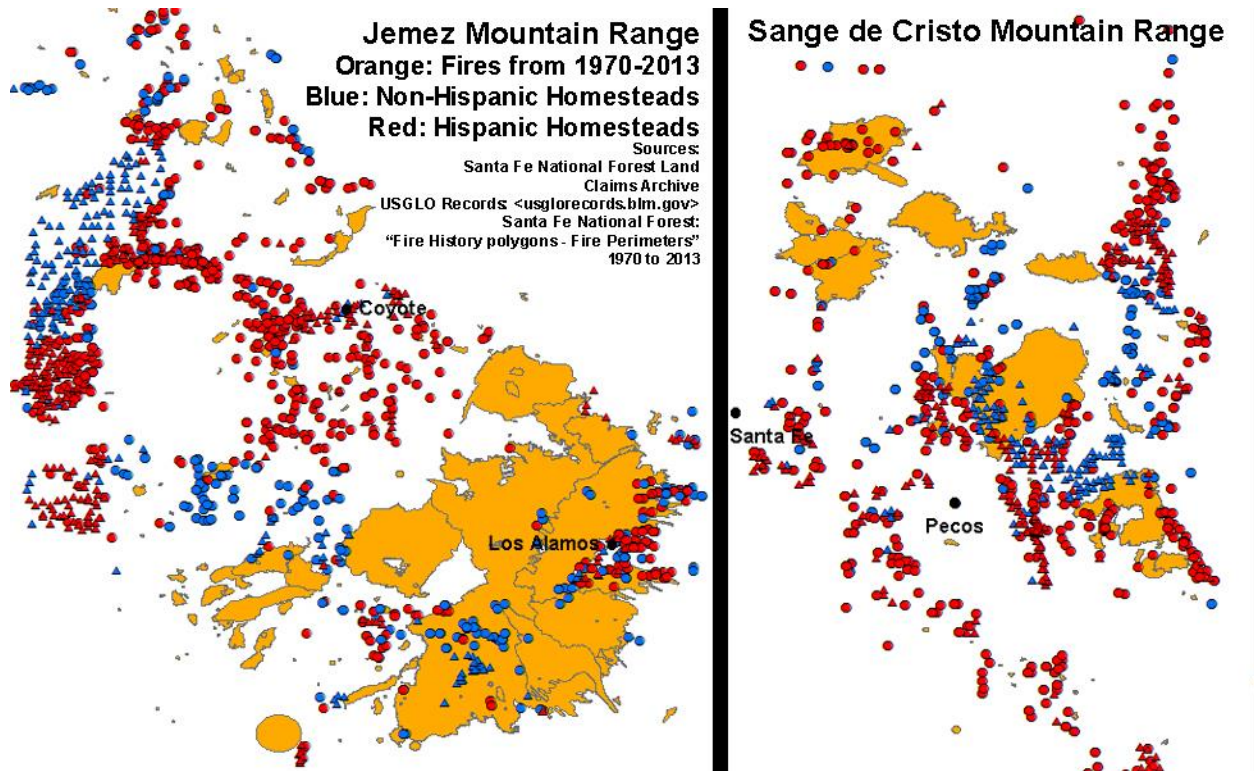 Jemez Mountain Range
Orange: Fires from 1970-2013
Blue: Non-Hispanic Homesteads
Red: Hispanic Homesteads
Sources:
Santa Fe National Forest Land
Claims Archive
USGLO Records: <usglorecords.blm.gov>
Santa Fe National Forest:
“Fire History polygons - Fire Perimeters”
1970 to 2013
Coyote
Los Alamos
Sange de Cristo Mountain Range
Santa Fe
Pecos